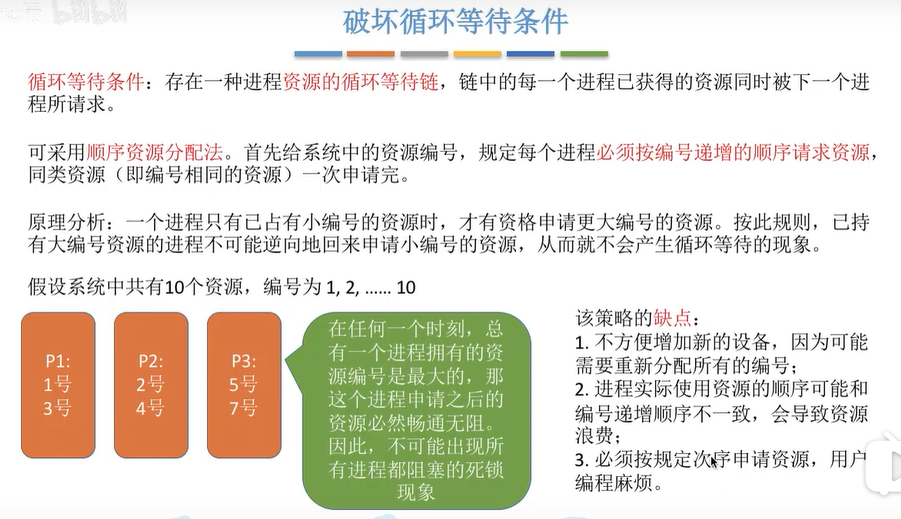 破坏循环等待条件
循环等待条件：存在一种进程资源的循环等待链，链中的每一个进程已获得的资源同时被下一个进
程所请求。
可采用顺序资源分配法。首先给系统中的资源编号，规定每个进程必须按编号递增的顺序请求资源，
同类资源（即编号相同的资源）一次申请完。
原理分析：一个进程只有已占有小编号的资源时，才有资格申请更大编号的资源。按此规则，已持
有大编号资源的进程不可能逆向地回来申请小编号的资源，从而就不会产生循环等待的现象。
假设系统中共有10个资源，编号为 1, 2, …… 10
P1:
1号
3号
P2:
2号
4号
P3:
5号
7号
在任何一个时刻，总
有一个进程拥有的资
源编号是最大的，那
这个进程申请之后的
资源必然畅通无阻。
因此，不可能出现所
有进程都阻塞的死锁
现象
该策略的缺点：
1. 不方便增加新的设备，因为可能
需要重新分配所有的编号；
2. 进程实际使用资源的顺序可能和
编号递增顺序不一致，会导致资源
浪费；
3. 必须按规定次序申请资源，用户
编程麻烦。